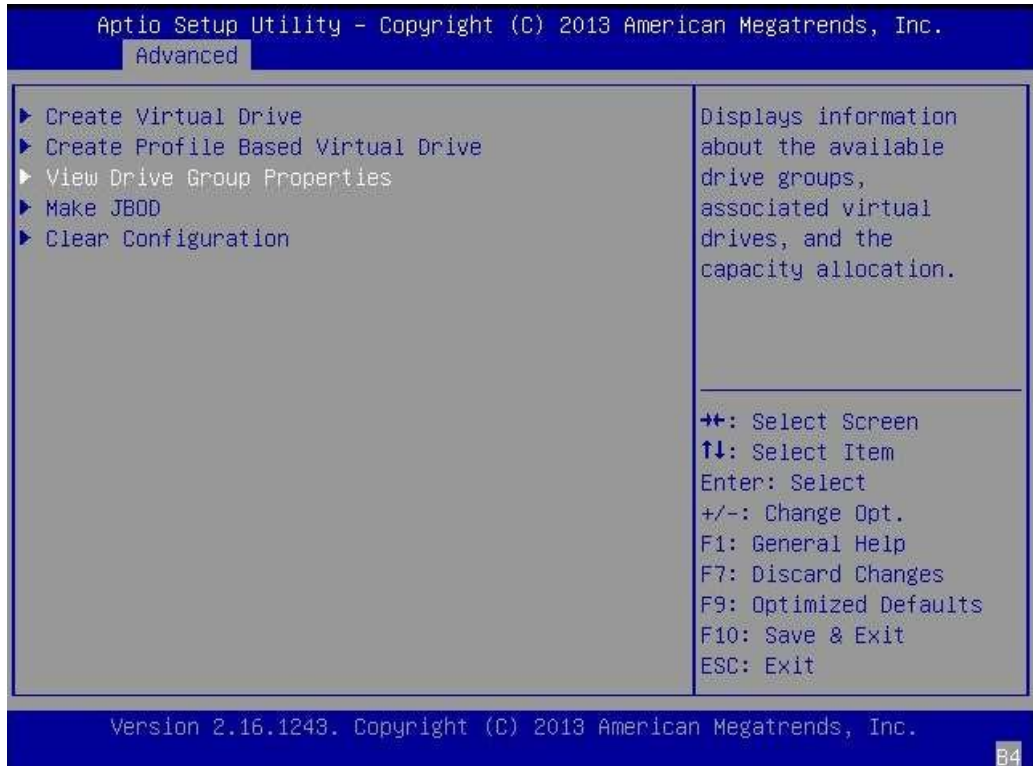 Aptio Setup Utility – Copyright (C) 2013 American Megatrends, Inc.
Advanced
▶ Create Virtual Drive
▶ Create Profile Based Virtual Drive
▶ View Drive Group Properties
▶ Make JBOD
▶ Clear Configuration
Displays information
about the available
drive groups,
associated virtual
drives, and the
capacity allocation.
→←: Select Screen
↑↓: Select Item
Enter: Select
+/-: Change Opt.
F1: General Help
F7: Discard Changes
F9: Optimized Defaults
F10: Save & Exit
ESC: Exit
Version 2.16.1243. Copyright (C) 2013 American Megatrends, Inc.
B4